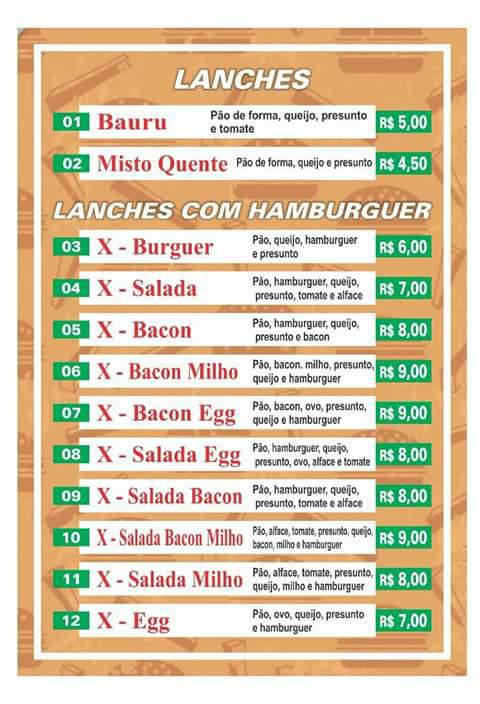 LANCHES
01 Bauru Pão de forma, queijo, presunto R$ 5,00
e tomate
02 Misto Quente Pão de forma, queijo e presunto R$ 4,50
LANCHES COM HAMBURGUER
03 X - Burguer Pão, queijo, hamburguer R$ 6,00
e presunto
04 X - Salada Pão, hamburguer, queijo, R$ 7,00
presunto, tomate e alface
05 X - Bacon Pão, hamburguer, queijo, R$ 8,00
presunto e bacon
06 X - Bacon Milho Pão, bacon. milho, presunto, R$ 9,00
queijo e hamburguer
07 X - Bacon Egg Pão, bacon, ovo, presunto, R$ 9,00
queijo e hamburguer
08 X - Salada Egg Pão, hamburguer, queijo, R$ 8,00
presunto, ovo, alface e tomate
09 X - Salada Bacon Pão, hamburguer, queijo, R$ 8,00
presunto, tomate e alface
10 X - Salada Bacon Milho Pão, alface, tomate, presunto, queijo, R$ 9,00
bacon, milho e hamburguer
11 X - Salada Milho Pão, alface, tomate, presunto, R$ 8,00
queijo, milho e hamburguer
12 X - Egg Pão, ovo, queijo, presunto R$ 7,00
e hamburguer